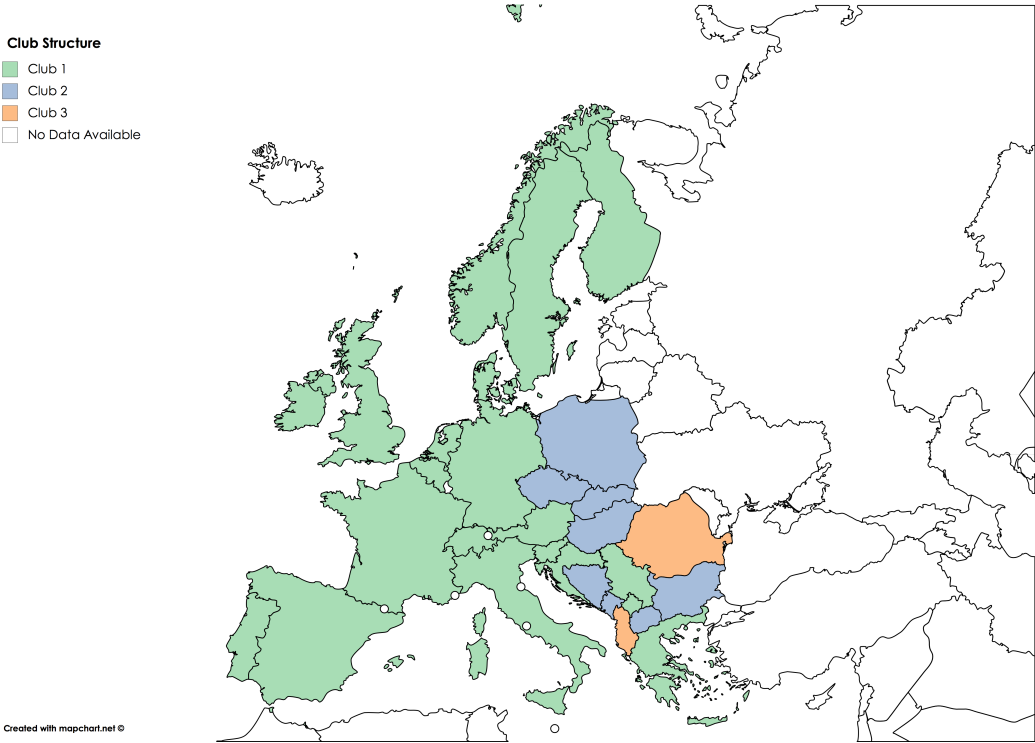 Club Structure
Club 1
Club 2
Club 3
No Data Available
Created with mapchart.net ©